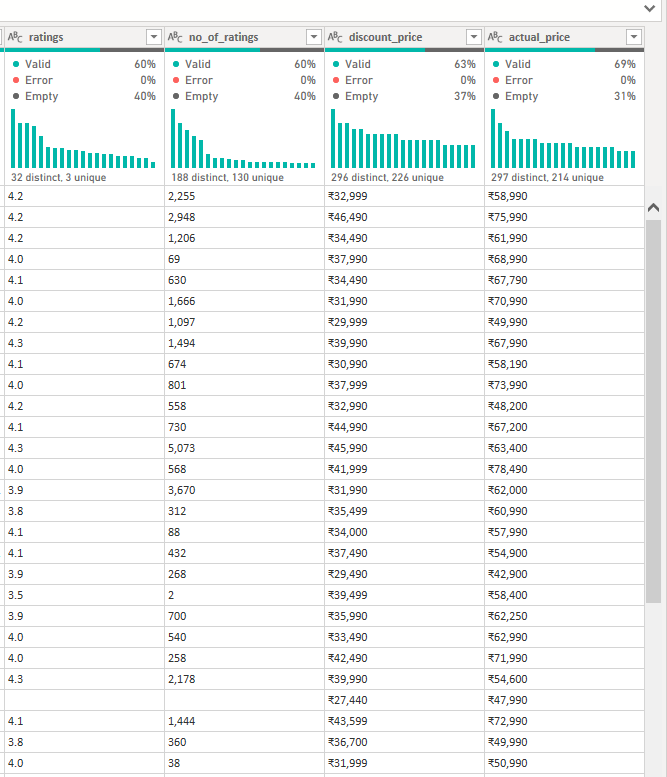 ABC ratings ABC no_of_ratings ABC discount_price ABC actual_price
Valid 60% Valid 60% Valid 63% Valid 69%
Error 0% Error 0% Error 0% Error 0%
Empty 40% Empty 40% Empty 37% Empty 31%
32 distinct, 3 unique 188 distinct, 130 unique 296 distinct, 226 unique 297 distinct, 214 unique
4.2 2,255 ₹32,999 ₹58,990
4.2 2,948 ₹46,490 ₹75,990
4.2 1,206 ₹34,490 ₹61,990
4.0 69 ₹37,990 ₹68,990
4.1 630 ₹34,490 ₹67,790
4.0 1,666 ₹31,990 ₹70,990
4.2 1,097 ₹29,999 ₹49,990
4.3 1,494 ₹39,990 ₹67,990
4.1 674 ₹30,990 ₹58,190
4.0 801 ₹37,999 ₹73,990
4.2 558 ₹32,990 ₹48,200
4.1 730 ₹44,990 ₹67,200
4.3 5,073 ₹45,990 ₹63,400
4.0 568 ₹41,999 ₹78,490
3.9 3,670 ₹31,990 ₹62,000
3.8 312 ₹35,499 ₹60,990
4.1 88 ₹34,000 ₹57,990
4.1 432 ₹37,490 ₹54,900
3.9 268 ₹29,490 ₹42,900
3.5 2 ₹39,499 ₹58,400
3.9 700 ₹35,990 ₹62,250
4.0 540 ₹33,490 ₹62,990
4.0 258 ₹42,490 ₹71,990
4.3 2,178 ₹39,990 ₹54,600
₹27,440 ₹47,990
4.1 1,444 ₹43,599 ₹72,990
3.8 360 ₹36,700 ₹49,990
4.0 38 ₹31,999 ₹50,990